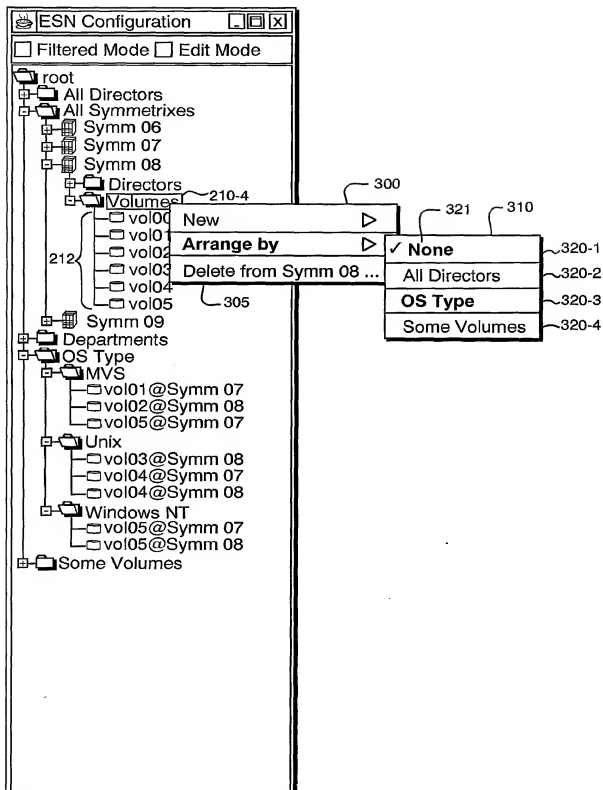 ESN Configuration
Filtered Mode Edit Mode
root
All Directors
All Symmetrixes
Symm 06
Symm 07
Symm 08
Directors
Volumes
210-4
300
321
310
vol00
New
vol01
Arrange by
✓ None
320-1
vol02
212
vol03
Delete from Symm 08 ...
All Directors
320-2
vol04
305
OS Type
320-3
vol05
Some Volumes
320-4
Symm 09
Departments
OS Type
MVS
vol01@Symm 07
vol02@Symm 08
vol05@Symm 07
Unix
vol03@Symm 08
vol04@Symm 07
vol04@Symm 08
Windows NT
vol05@Symm 07
vol05@Symm 08
Some Volumes